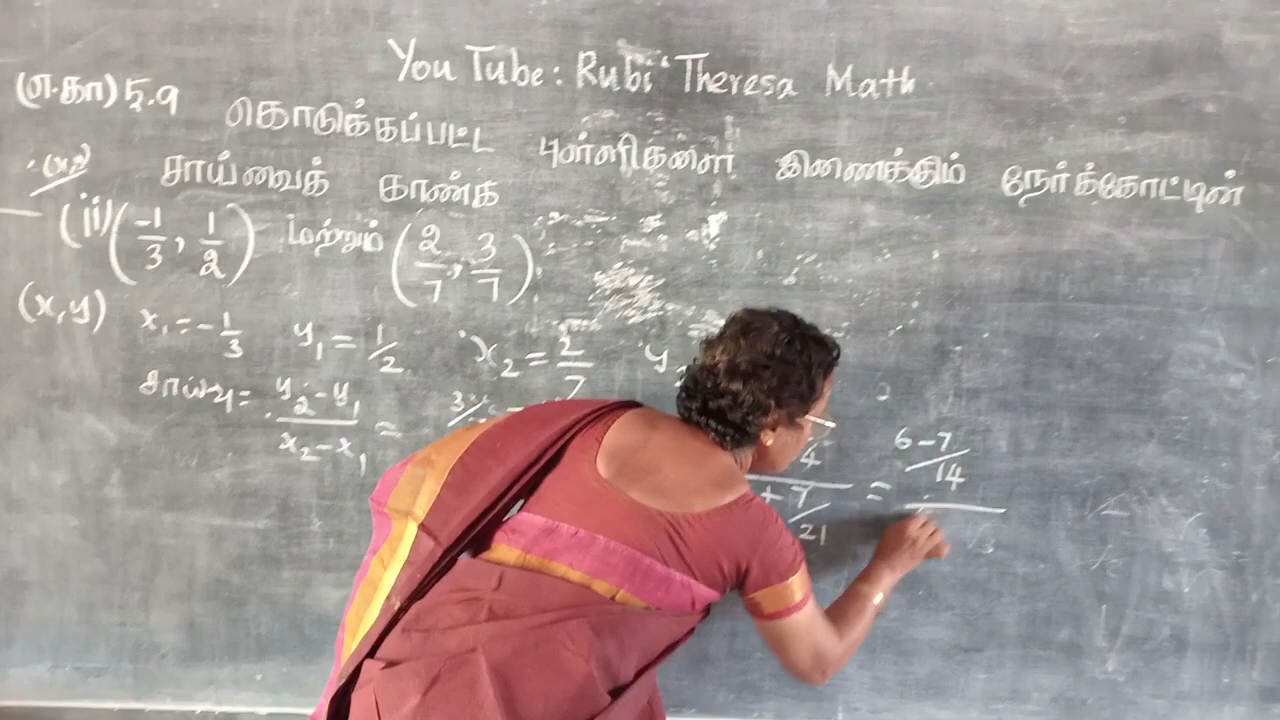 You Tube: Rubi Theresa Math
(எ.கா) 5.9 கொடுக்கப்பட்ட புள்ளிகளை இணைக்கும் நேர்க்கோட்டின்
சாய்வைக் காண்க
(ii) (-1/3, 1/2) மற்றும் (2/7, 3/7)
(x,y) x₁ = -1/3 y₁ = 1/2 x₂ = 2/7 y
சாய்வு = y₂-y₁/x₂-x₁ = + 7/21 = 6-7/14